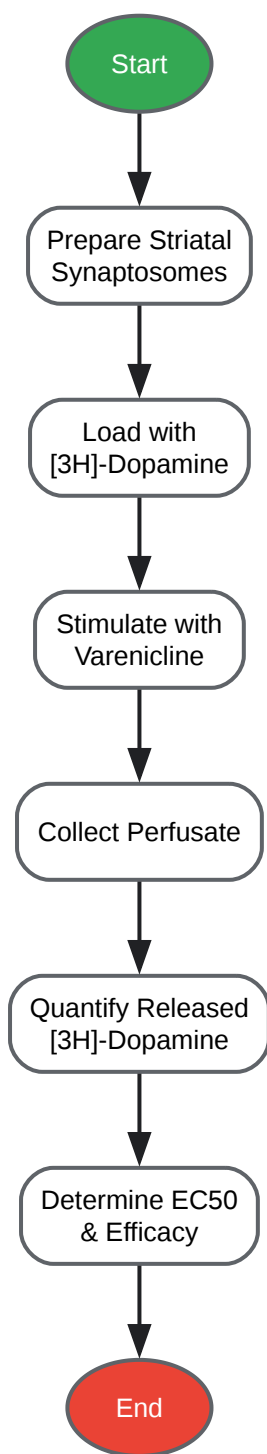 Start
Prepare Striatal
Synaptosomes
Load with
[3H]-Dopamine
Stimulate with
Varenicline
Collect Perfusate
Quantify Released
[3H]-Dopamine
Determine EC50
& Efficacy
End